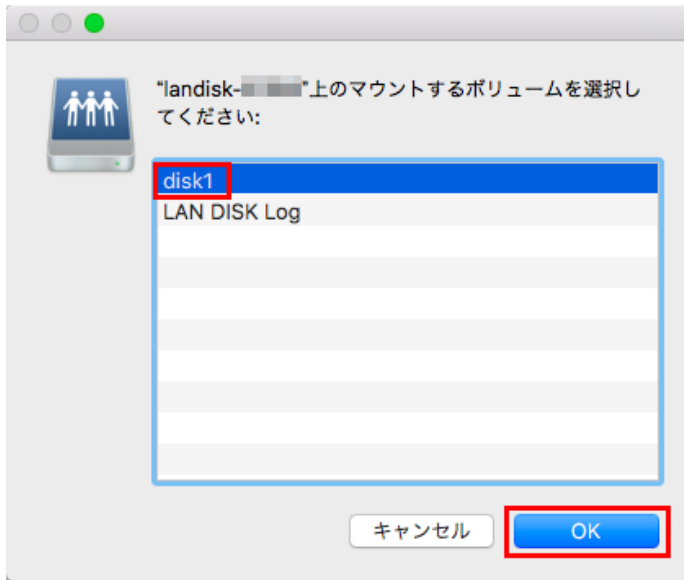 "landisk- "上のマウントするボリュームを選択し
てください:
disk1
LAN DISK Log
キャンセル
OK